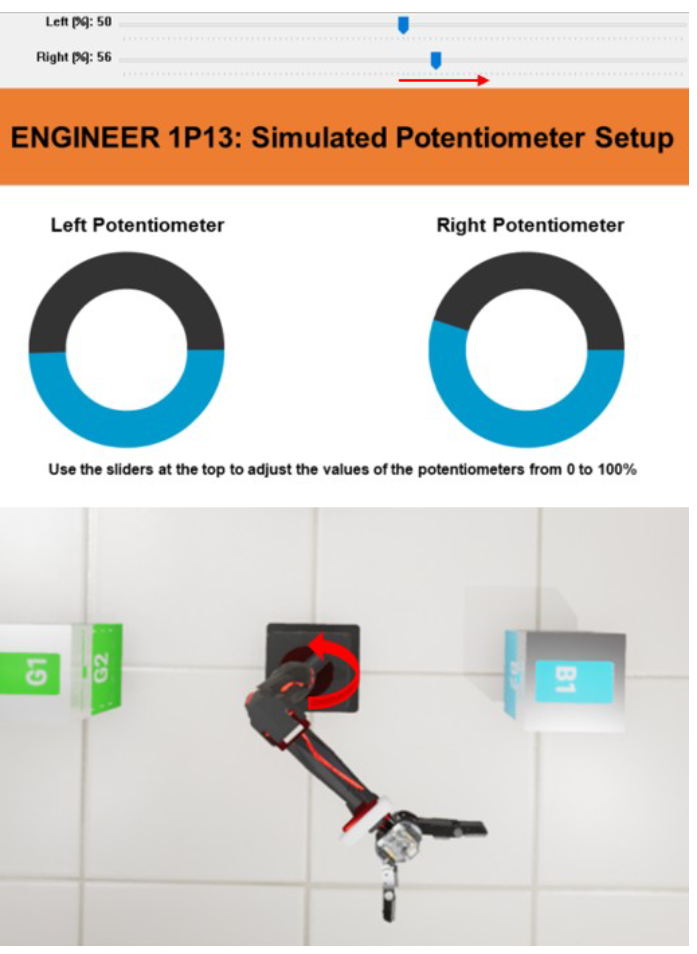 Left (%): 50
Right (%): 56
ENGINEER 1P13: Simulated Potentiometer Setup
Left Potentiometer
Right Potentiometer
Use the sliders at the top to adjust the values of the potentiometers from 0 to 100%
G1
G2
B1